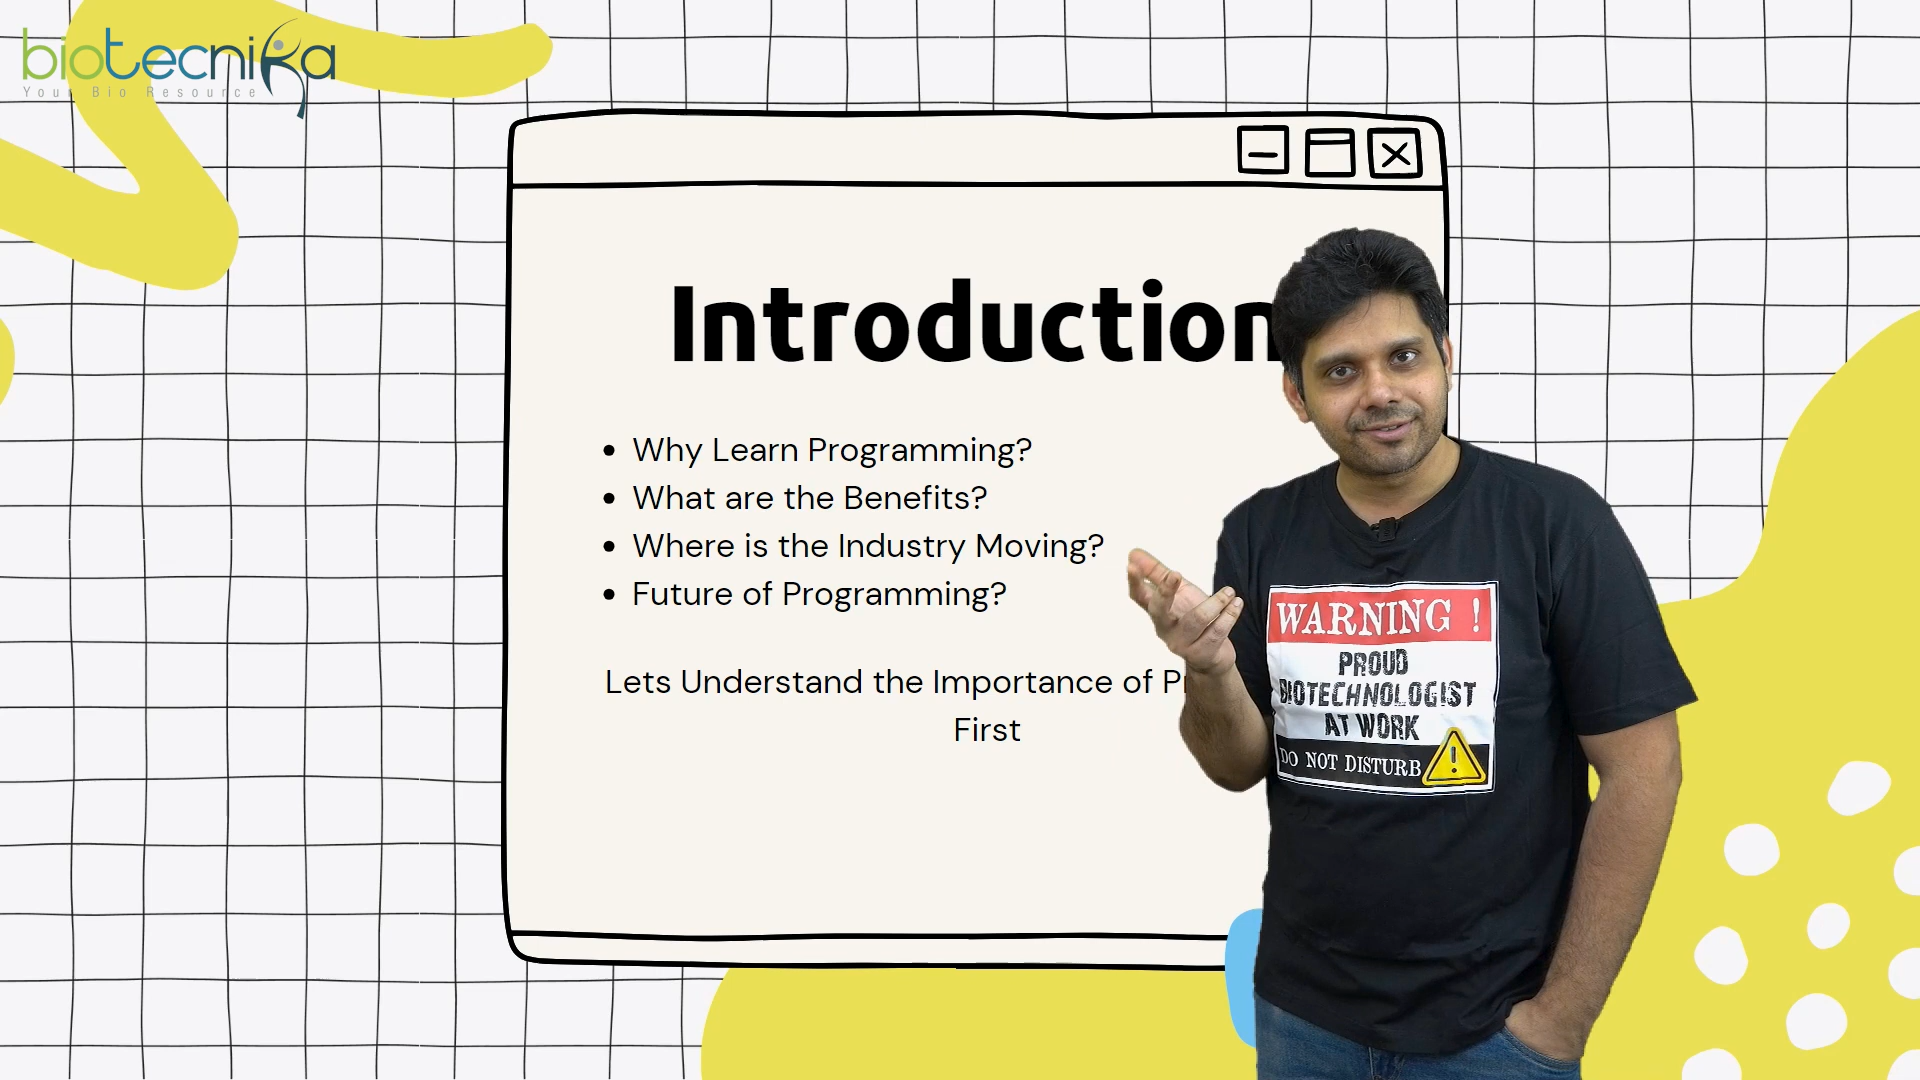 biotecnika
Your Bio Resource
Introduction
Why Learn Programming?
What are the Benefits?
Where is the Industry Moving?
Future of Programming?
Lets Understand the Importance of
First
WARNING !
PROUD
BIOTECHNOLOGIST
AT WORK
DO NOT DISTURB